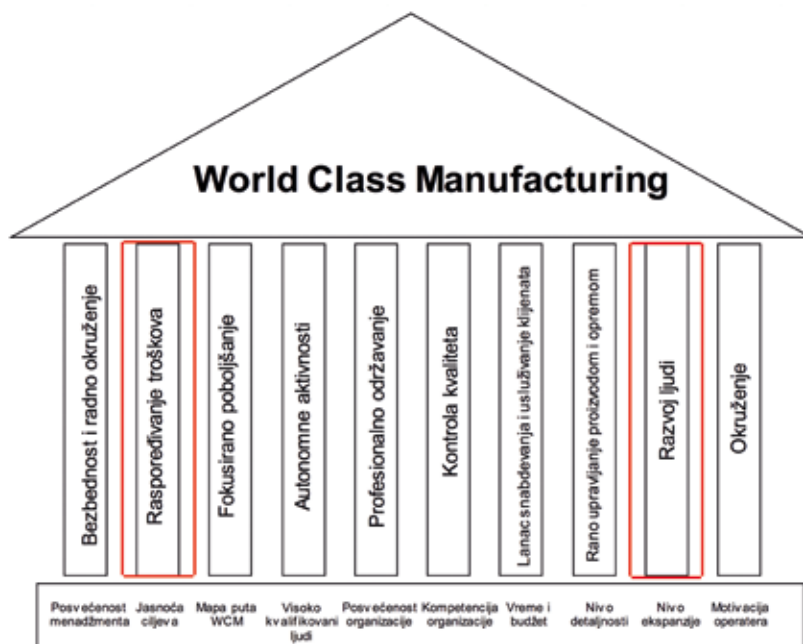 World Class Manufacturing
Bezbednost i radno okruženje
Raspoređivanje troškova
Fokusirano poboljšanje
Autonomne aktivnosti
Profesionalno održavanje
Kontrola kvaliteta
Lanac snabdevanja i usluživanje klijenata
Rano upravljanje proizvodom i opremom
Razvoj ljudi
Okruženje
Posvećenost
menadžmenta
Jasnoća
ciljeva
Mapa puta
WCM
Visoko
kvalifikovani
ljudi
Posvećenost
organizacije
Kompetencija
organizacije
Vreme i
budžet
Nivo
detaljnosti
Nivo
ekspanzije
Motivacija
operatera